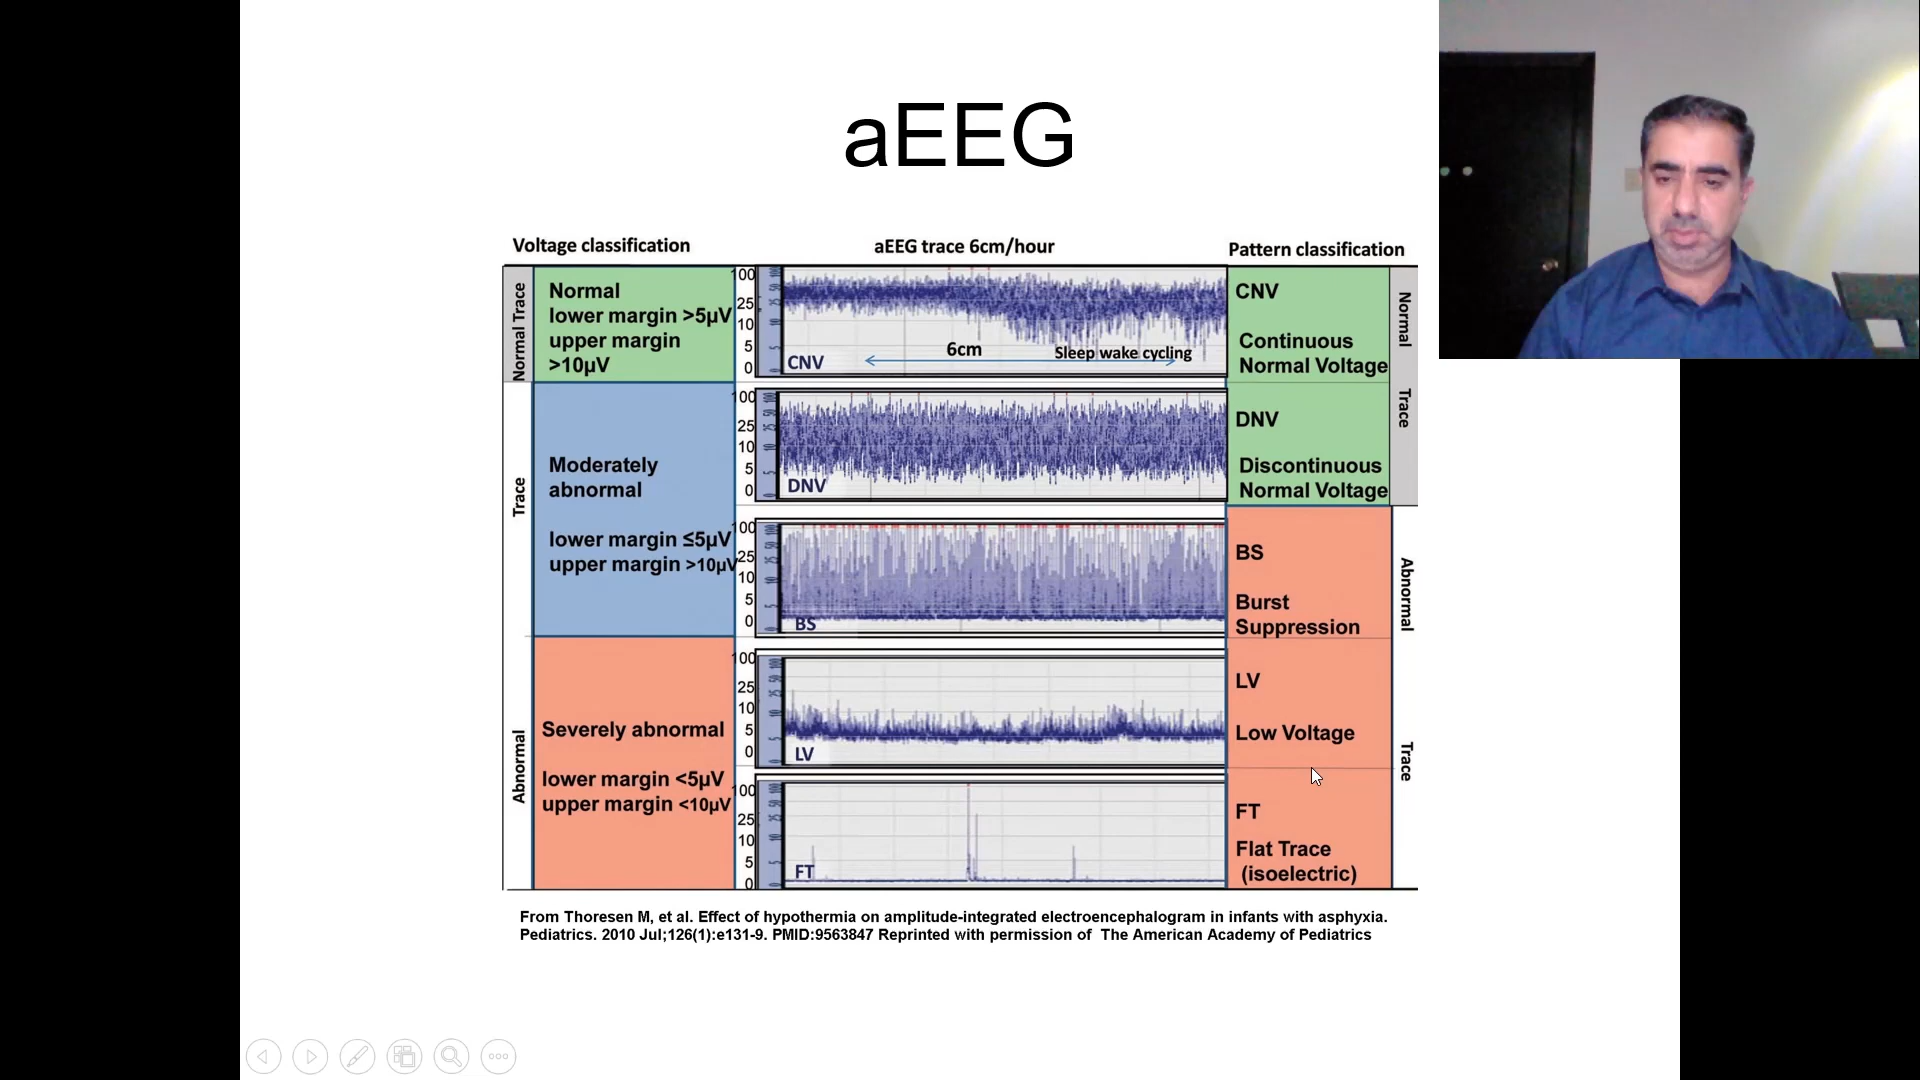 aEEG
Voltage classification
aEEG trace 6cm/hour
Pattern classification
Normal Trace
Normal
lower margin >5µV
upper margin
>10µV
100
25
10
5
0
CNV
6cm
Sleep wake cycling
CNV
Continuous
Normal Voltage
Normal
Trace
Trace
Moderately
abnormal
lower margin ≤5µV
upper margin >10µV
100
25
10
5
0
DNV
DNV
Discontinuous
Normal Voltage
100
25
10
5
0
BS
BS
Burst
Suppression
Abnormal
Trace
Abnormal
Severely abnormal
lower margin <5µV
upper margin <10µV
100
25
10
5
0
LV
LV
Low Voltage
100
25
10
5
0
FT
FT
Flat Trace
(isoelectric)
From Thoresen M, et al. Effect of hypothermia on amplitude-integrated electroencephalogram in infants with asphyxia.
Pediatrics. 2010 Jul;126(1):e131-9. PMID:9563847 Reprinted with permission of The American Academy of Pediatrics